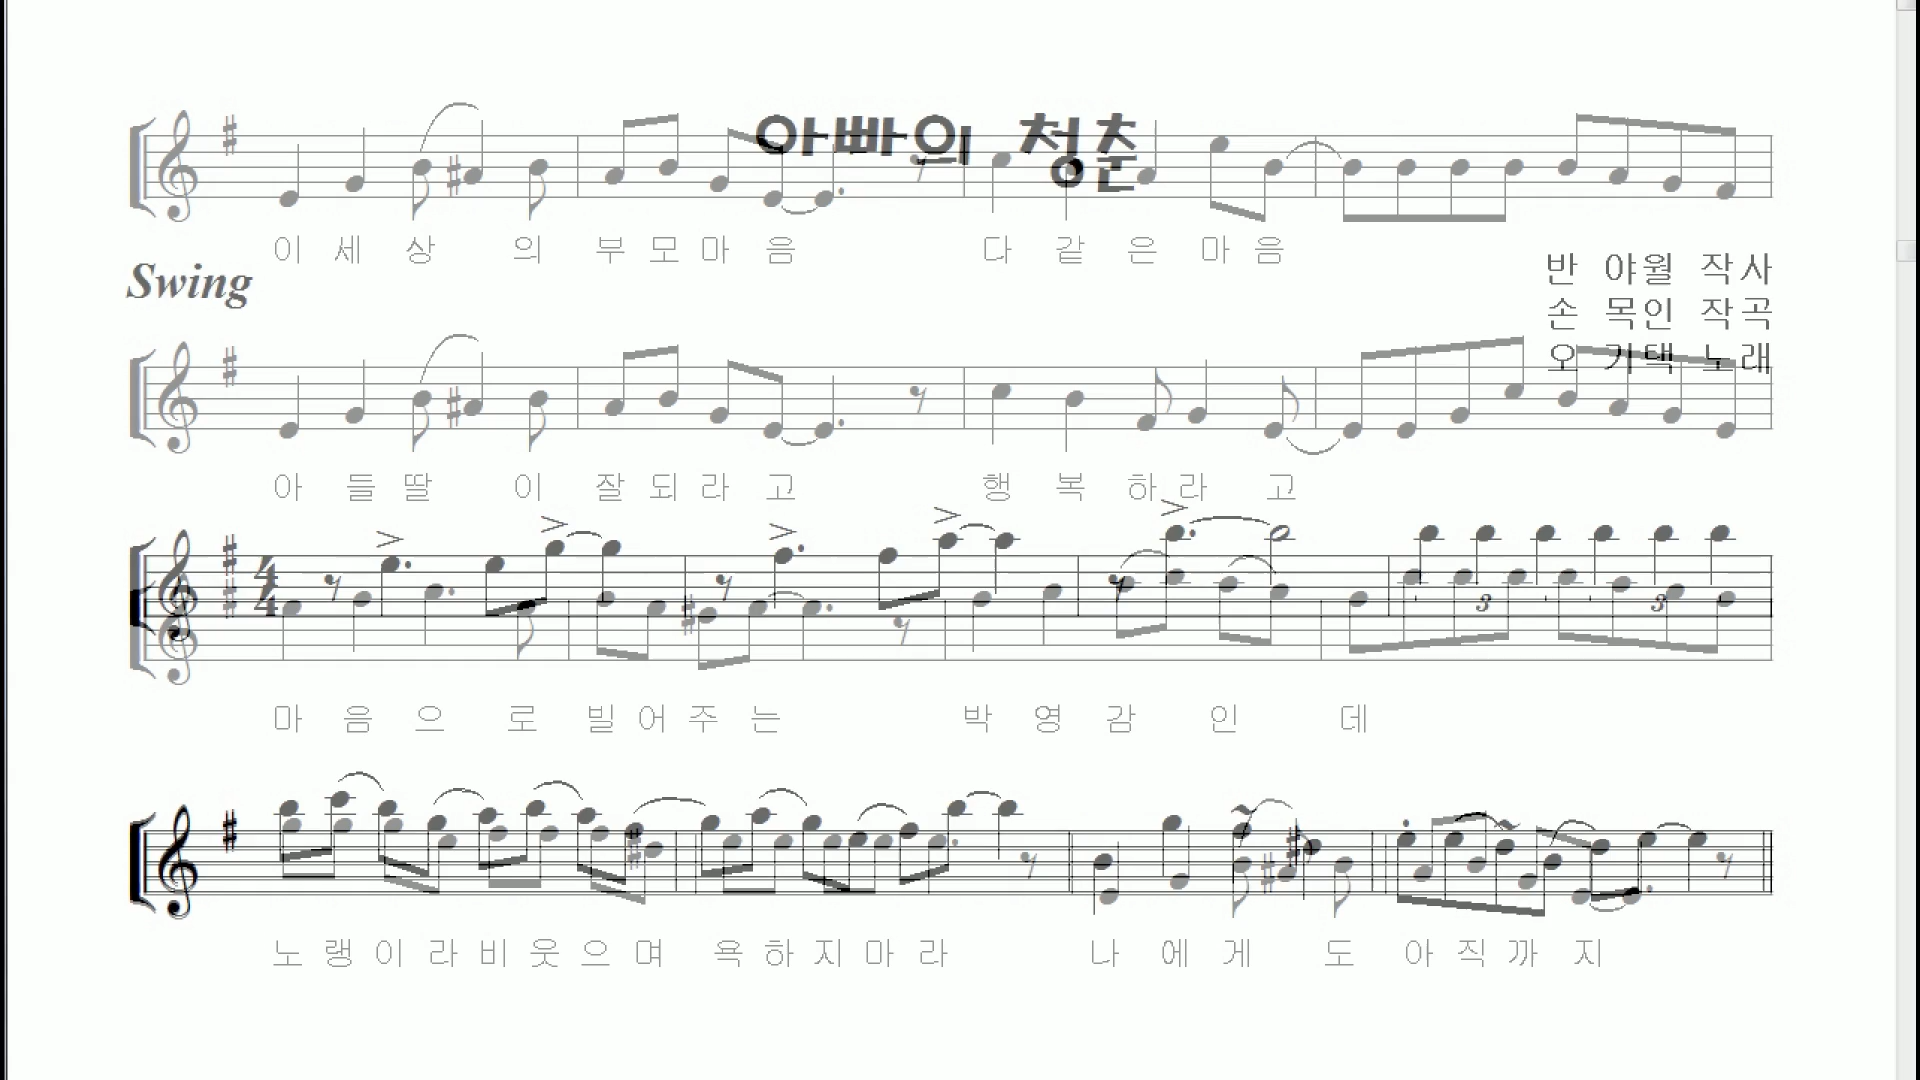 아빠의 청춘
이 세 상 의 부 모 마 음 다 같 은 마 음
Swing
반 야월 작사
손 목인 작곡
오 기택 노래
아 들 딸 이 잘 되 라 고 행 복 하 라 고
4
4
3 3
마 음 으 로 빌 어 주 는 박 영 감 인 데
노 랭 이 라 비 웃 으 며 욕 하 지 마 라 나 에 게 도 아 직 까 지